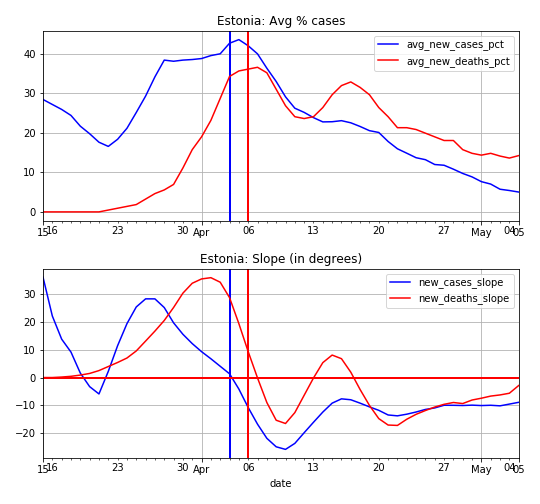 Estonia: Avg % cases
avg_new_cases_pct
avg_new_deaths_pct
40
30
20
10
0
15 16 23 30 Apr 06 13 20 27 May 04 05
Estonia: Slope (in degrees)
new_cases_slope
new_deaths_slope
30
20
10
0
−10
−20
15 16 23 30 Apr 06 13 20 27 May 04 05
date